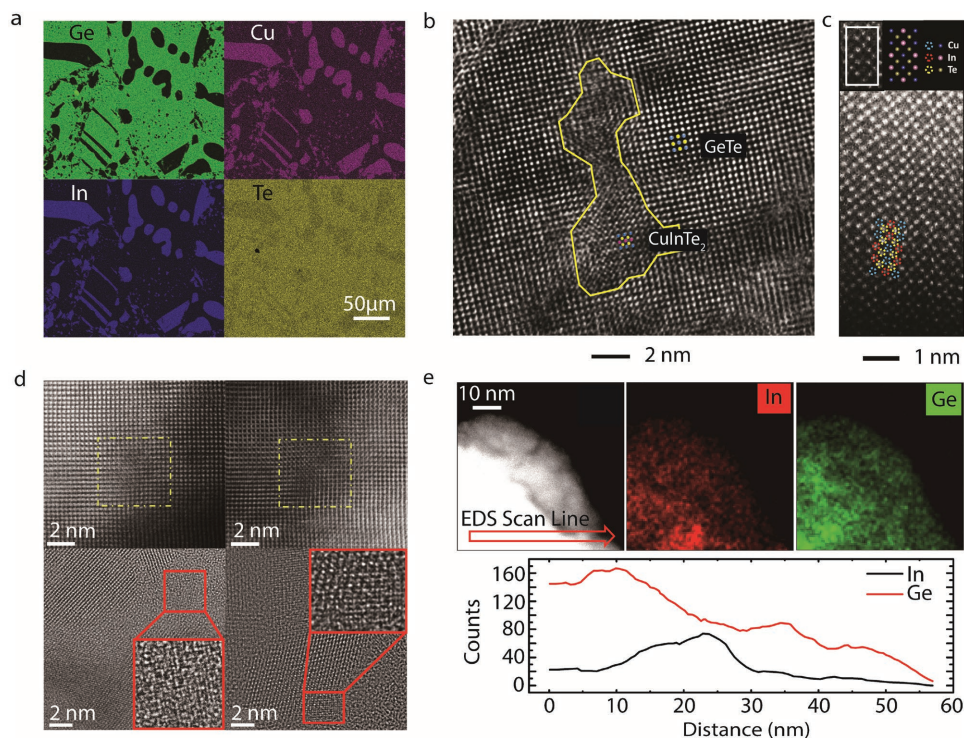 a
Ge
Cu
In
Te
50μm
b
GeTe
CuInTe₂
2 nm
c
Cu
In
Te
1 nm
d
2 nm
2 nm
2 nm
2 nm
e
10 nm
In
Ge
EDS Scan Line
In
Ge
Counts
160
120
80
40
0
0 10 20 30 40 50 60
Distance (nm)